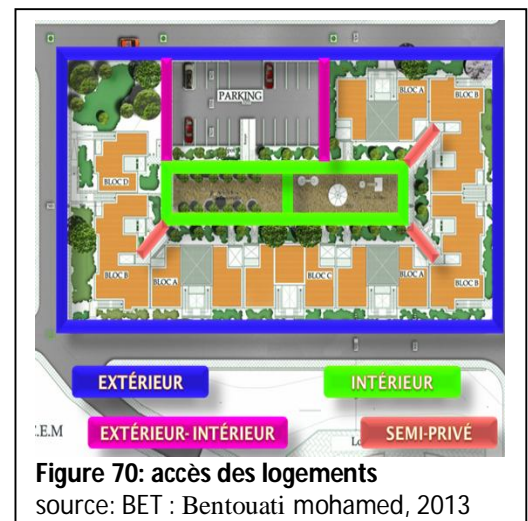 PARKING
BLOC A
BLOC B
BLOC D
BLOC B
BLOC A
BLOC C
BLOC A
BLOC B
EXTÉRIEUR
INTÉRIEUR
EXTÉRIEUR- INTÉRIEUR
SEMI-PRIVÉ
Figure 70: accès des logements
source: BET : Bentouati mohamed, 2013